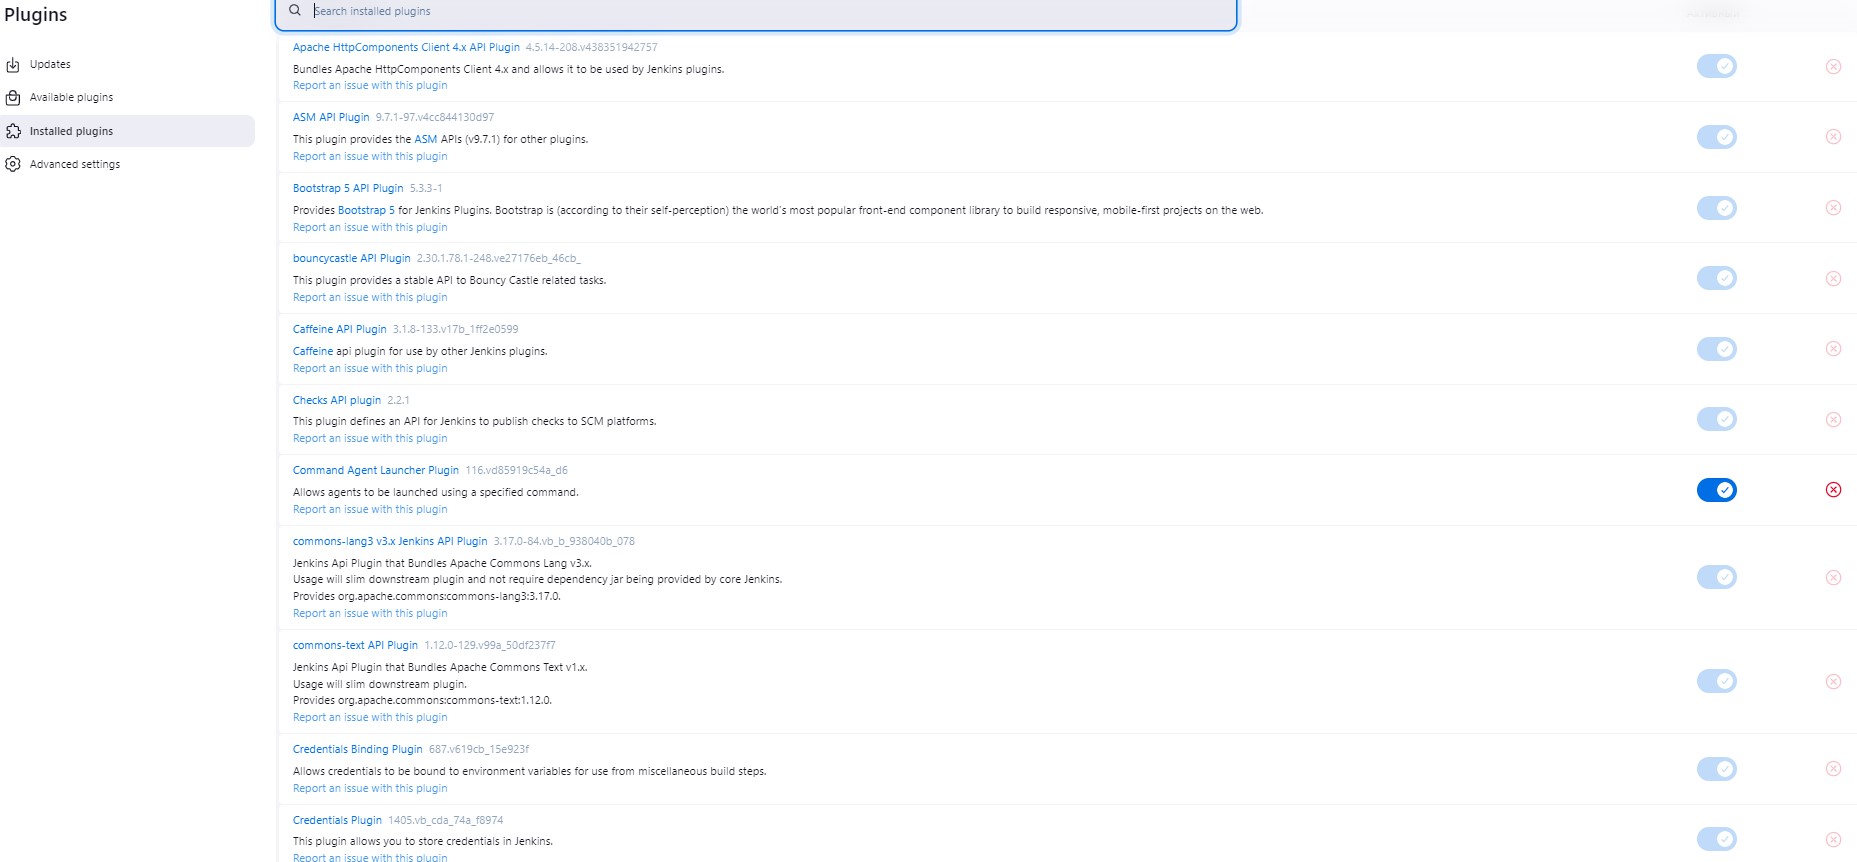 Plugins
Updates
Available plugins
Installed plugins
Advanced settings
Search installed plugins
Apache HttpComponents Client 4.x API Plugin 4.5.14-208.v438351942757
Bundles Apache HttpComponents Client 4.x and allows it to be used by Jenkins plugins.
Report an issue with this plugin
ASM API Plugin 9.7.1-97.v4cc844130d97
This plugin provides the ASM APIs (v9.7.1) for other plugins.
Report an issue with this plugin
Bootstrap 5 API Plugin 5.3.3-1
Provides Bootstrap 5 for Jenkins Plugins. Bootstrap is (according to their self-perception) the world's most popular front-end component library to build responsive, mobile-first projects on the web.
Report an issue with this plugin
bouncycastle API Plugin 2.30.1.78.1-248.ve27176eb_46cb_
This plugin provides a stable API to Bouncy Castle related tasks.
Report an issue with this plugin
Caffeine API Plugin 3.1.8-133.v17b_1ff2e0599
Caffeine api plugin for use by other Jenkins plugins.
Report an issue with this plugin
Checks API plugin 2.2.1
This plugin defines an API for Jenkins to publish checks to SCM platforms.
Report an issue with this plugin
Command Agent Launcher Plugin 116.vd85919c54a_d6
Allows agents to be launched using a specified command.
Report an issue with this plugin
commons-lang3 v3.x Jenkins API Plugin 3.17.0-84.vb_b_938040b_078
Jenkins Api Plugin that Bundles Apache Commons Lang v3.x.
Usage will slim downstream plugin and not require dependency jar being provided by core Jenkins.
Provides org.apache.commons:commons-lang3:3.17.0.
Report an issue with this plugin
commons-text API Plugin 1.12.0-129.v99a_50df237f7
Jenkins Api Plugin that Bundles Apache Commons Text v1.x.
Usage will slim downstream plugin.
Provides org.apache.commons:commons-text:1.12.0.
Report an issue with this plugin
Credentials Binding Plugin 687.v619cb_15e923f
Allows credentials to be bound to environment variables for use from miscellaneous build steps.
Report an issue with this plugin
Credentials Plugin 1405.vb_cda_74a_f8974
This plugin allows you to store credentials in Jenkins.
Report an issue with this plugin